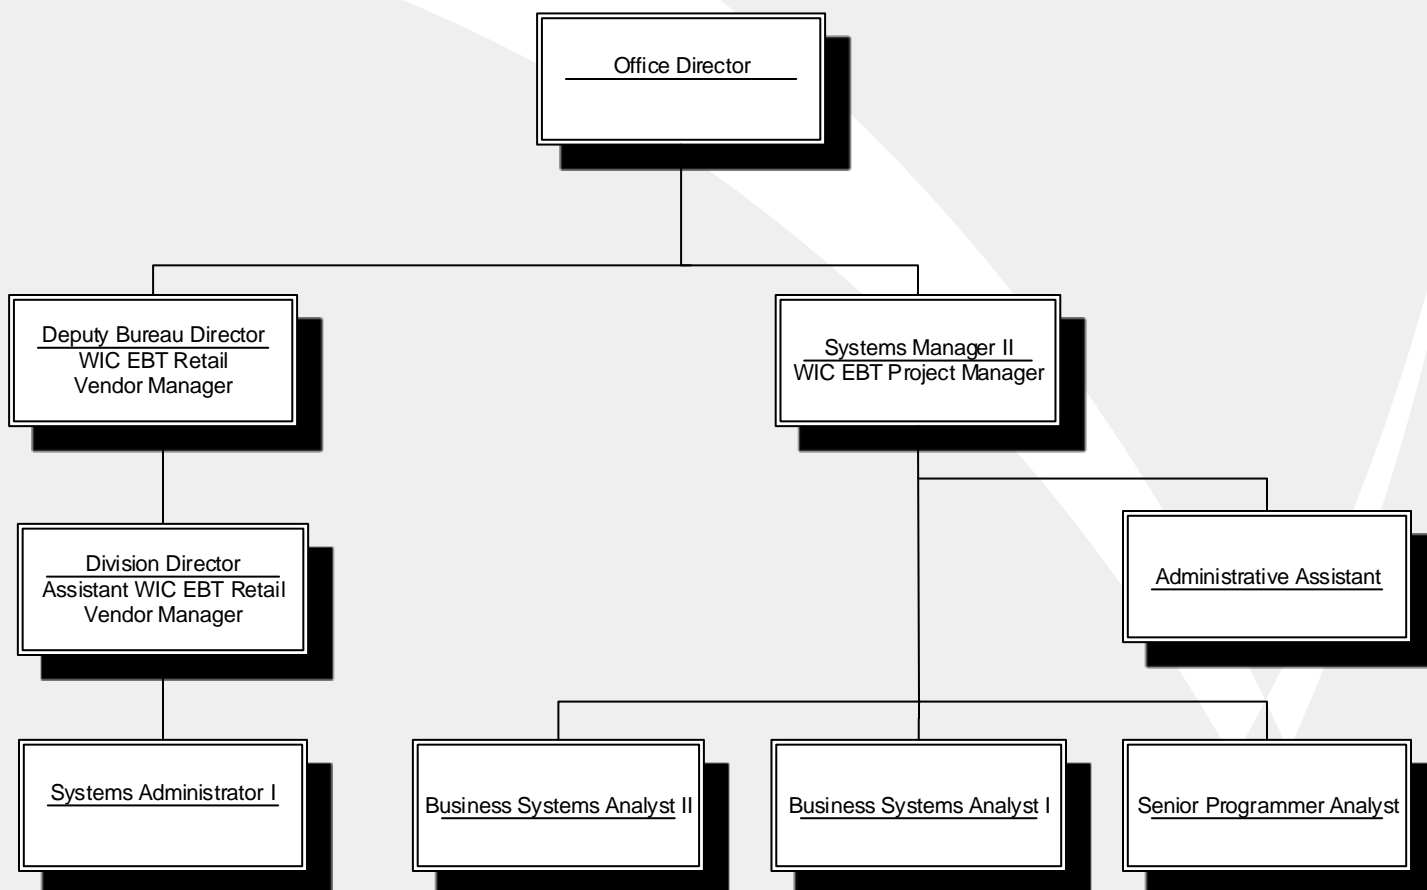 Office Director
Deputy Bureau Director
WIC EBT Retail
Vendor Manager
Systems Manager II
WIC EBT Project Manager
Division Director
Assistant WIC EBT Retail
Vendor Manager
Administrative Assistant
Systems Administrator I
Business Systems Analyst II
Business Systems Analyst I
Senior Programmer Analyst